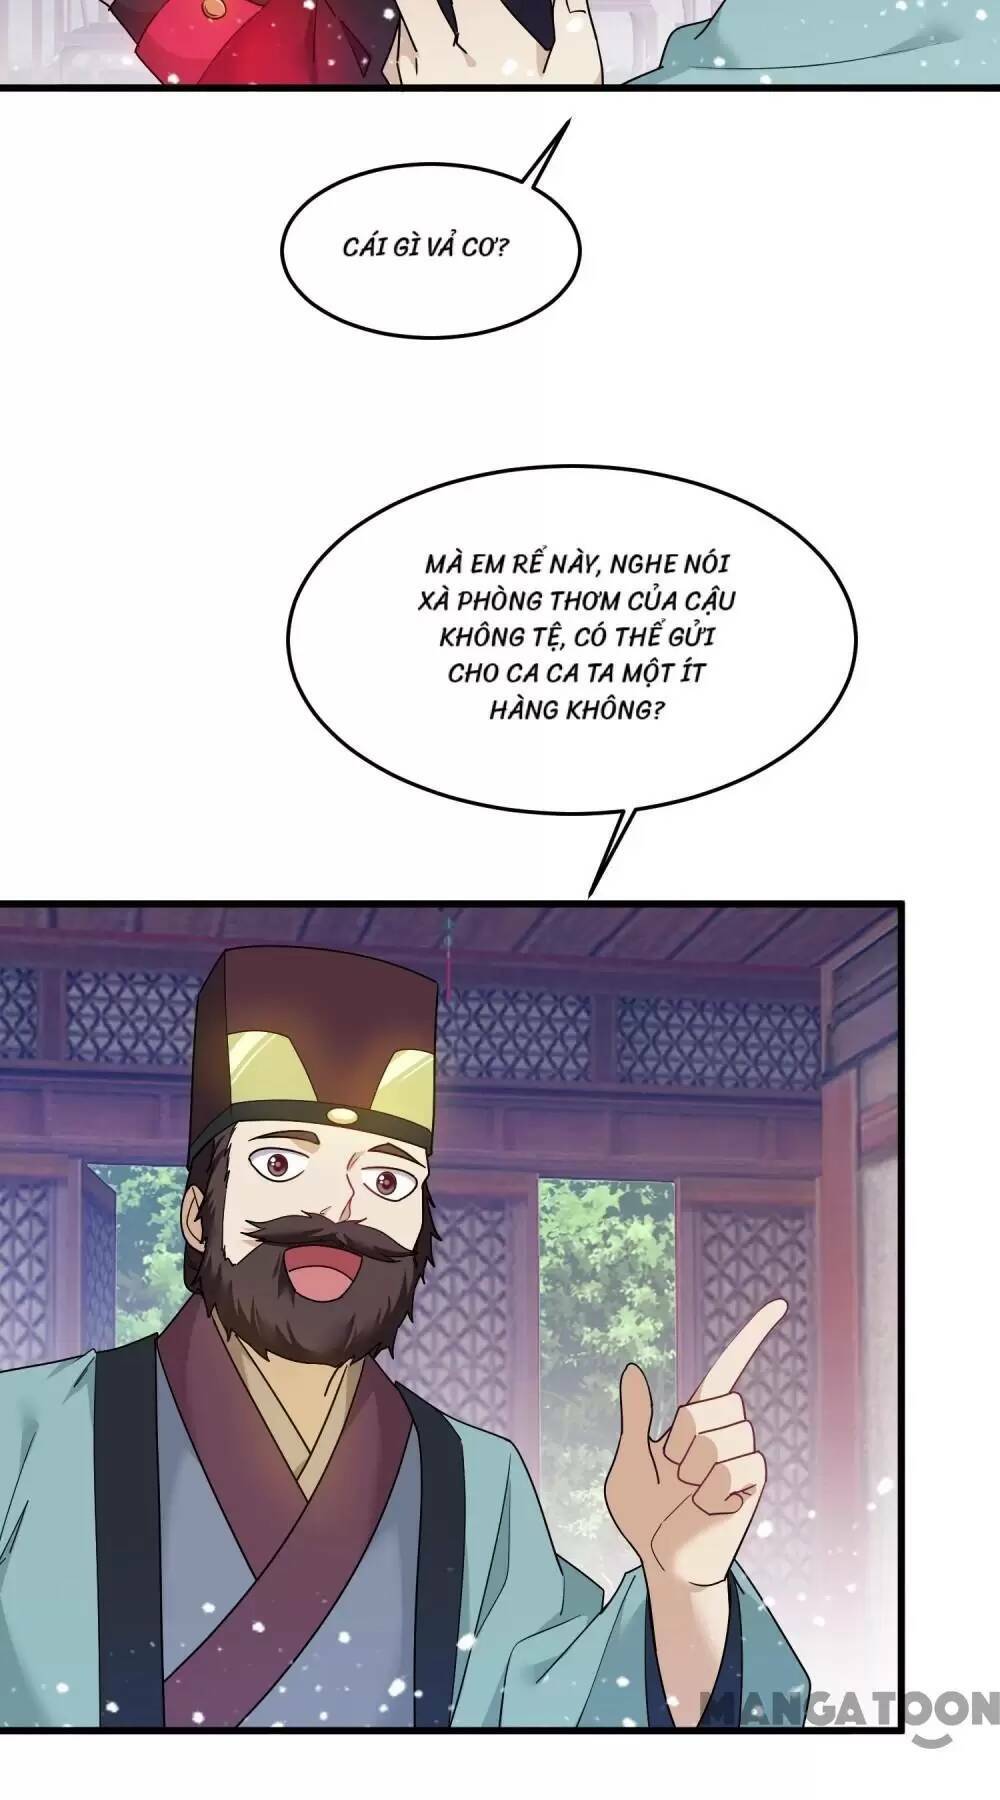 CÁI GÌ VẢ CƠ?
MÀ EM RỂ NÀY, NGHE NÓI
XÀ PHÒNG THƠM CỦA CẬU
KHÔNG TỆ, CÓ THỂ GỬI
CHO CA CA TA MỘT ÍT
HÀNG KHÔNG?
MANGATOON